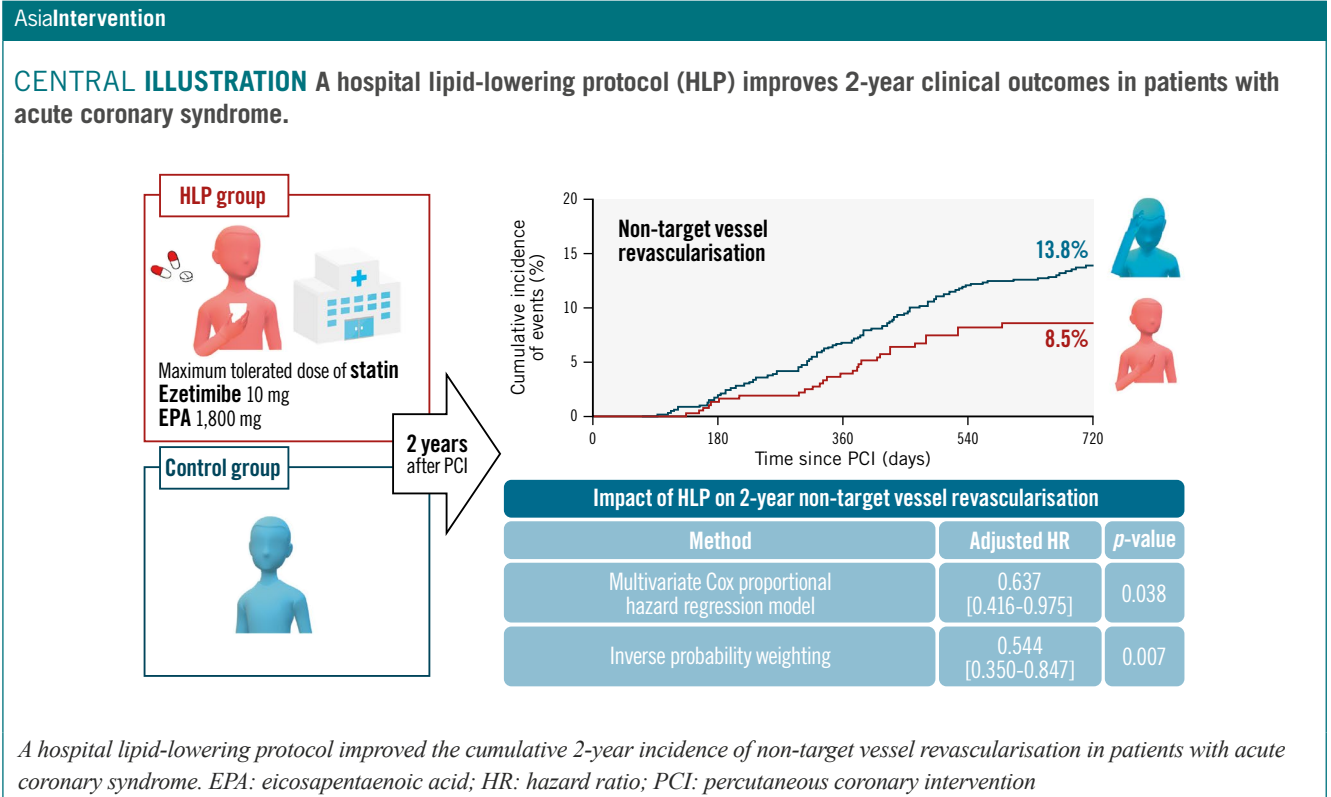 AsiaIntervention
CENTRAL ILLUSTRATION A hospital lipid-lowering protocol (HLP) improves 2-year clinical outcomes in patients with
acute coronary syndrome.
HLP group
Maximum tolerated dose of statin
Ezetimibe 10 mg
EPA 1,800 mg
Control group
2 years
after PCI
Cumulative incidence
of events (%)
20
15
10
5
0
Non-target vessel
revascularisation
13.8%
8.5%
0
180
360
540
720
Time since PCI (days)
Impact of HLP on 2-year non-target vessel revascularisation
Method
Adjusted HR
p-value
Multivariate Cox proportional
hazard regression model
0.637
[0.416-0.975]
0.038
Inverse probability weighting
0.544
[0.350-0.847]
0.007
A hospital lipid-lowering protocol improved the cumulative 2-year incidence of non-target vessel revascularisation in patients with acute
coronary syndrome. EPA: eicosapentaenoic acid; HR: hazard ratio; PCI: percutaneous coronary intervention